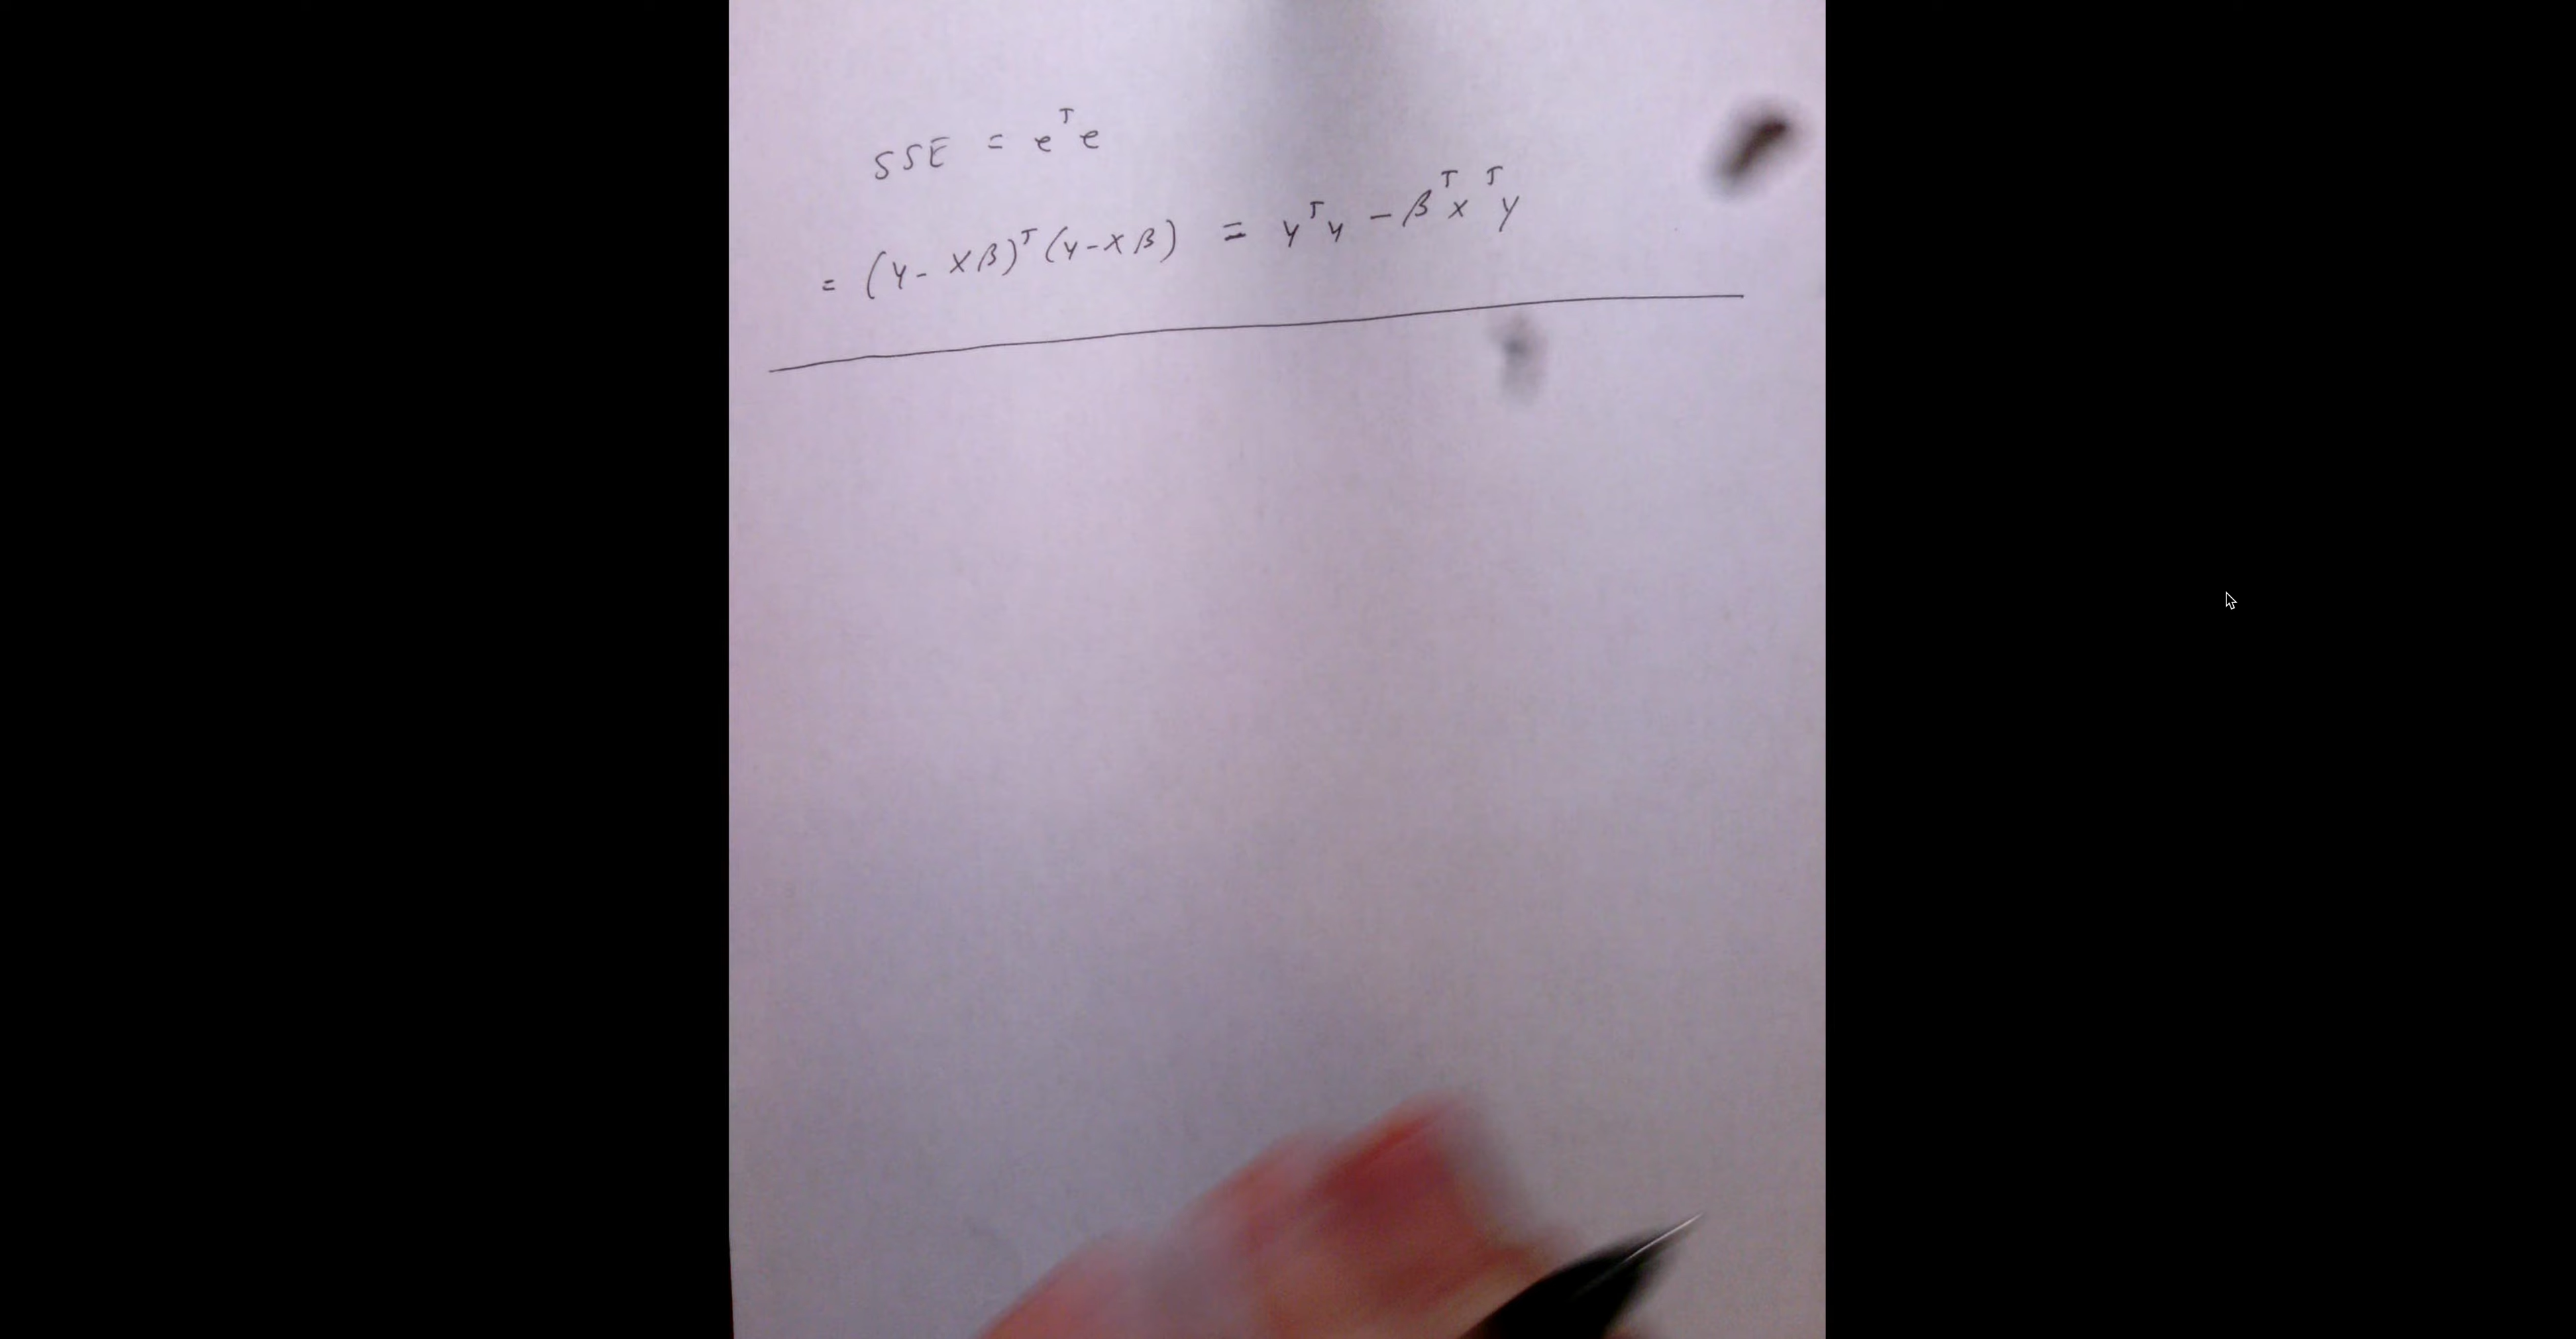 SSE = eᵀe
= (y - Xβ)ᵀ(y - Xβ) = yᵀy - βᵀXᵀy